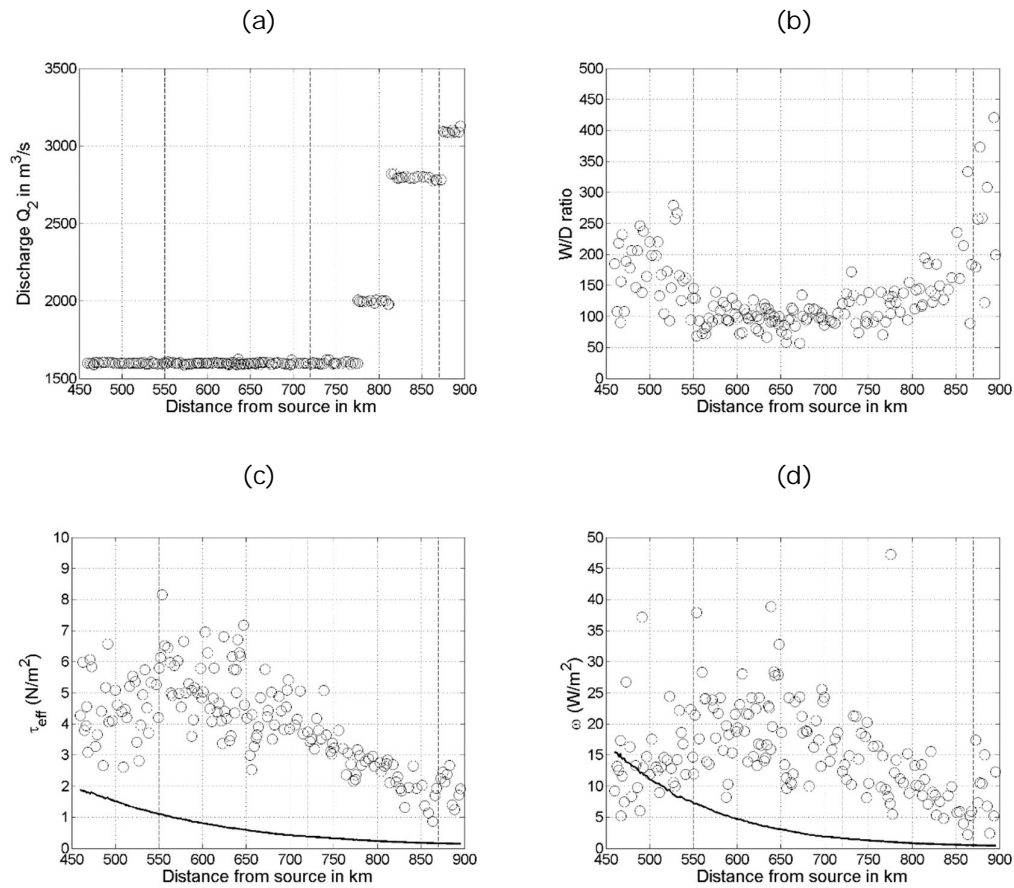 (a)
3500
3000
2500
2000
1500
Discharge Q2 in m3/s
450 500 550 600 650 700 750 800 850 900
Distance from source in km
(b)
500
450
400
350
300
250
200
150
100
50
0
W/D ratio
450 500 550 600 650 700 750 800 850 900
Distance from source in km
(c)
10
9
8
7
6
5
4
3
2
1
0
τeff (N/m2)
450 500 550 600 650 700 750 800 850 900
Distance from source in km
(d)
50
45
40
35
30
25
20
15
10
5
0
ω (W/m2)
450 500 550 600 650 700 750 800 850 900
Distance from source in km